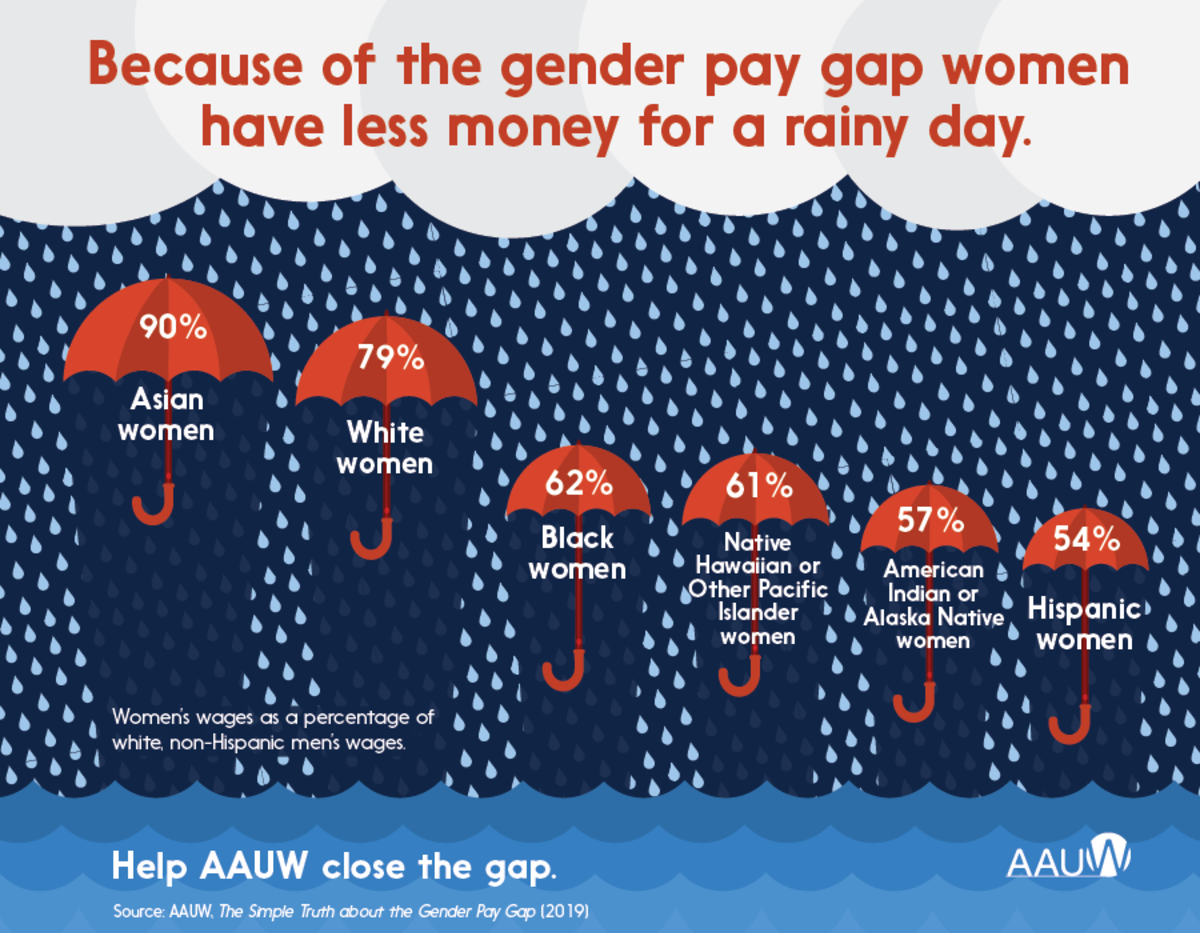 Because of the gender pay gap women
have less money for a rainy day.
90%
Asian
women
79%
White
women
62%
Black
women
61%
Native
Hawaiian or
Other Pacific
Islander
women
57%
American
Indian or
Alaska Native
women
54%
Hispanic
women
Women's wages as a percentage of
white, non-Hispanic men's wages.
Help AAUW close the gap.
AAUW
Source: AAUW, The Simple Truth about the Gender Pay Gap (2019)